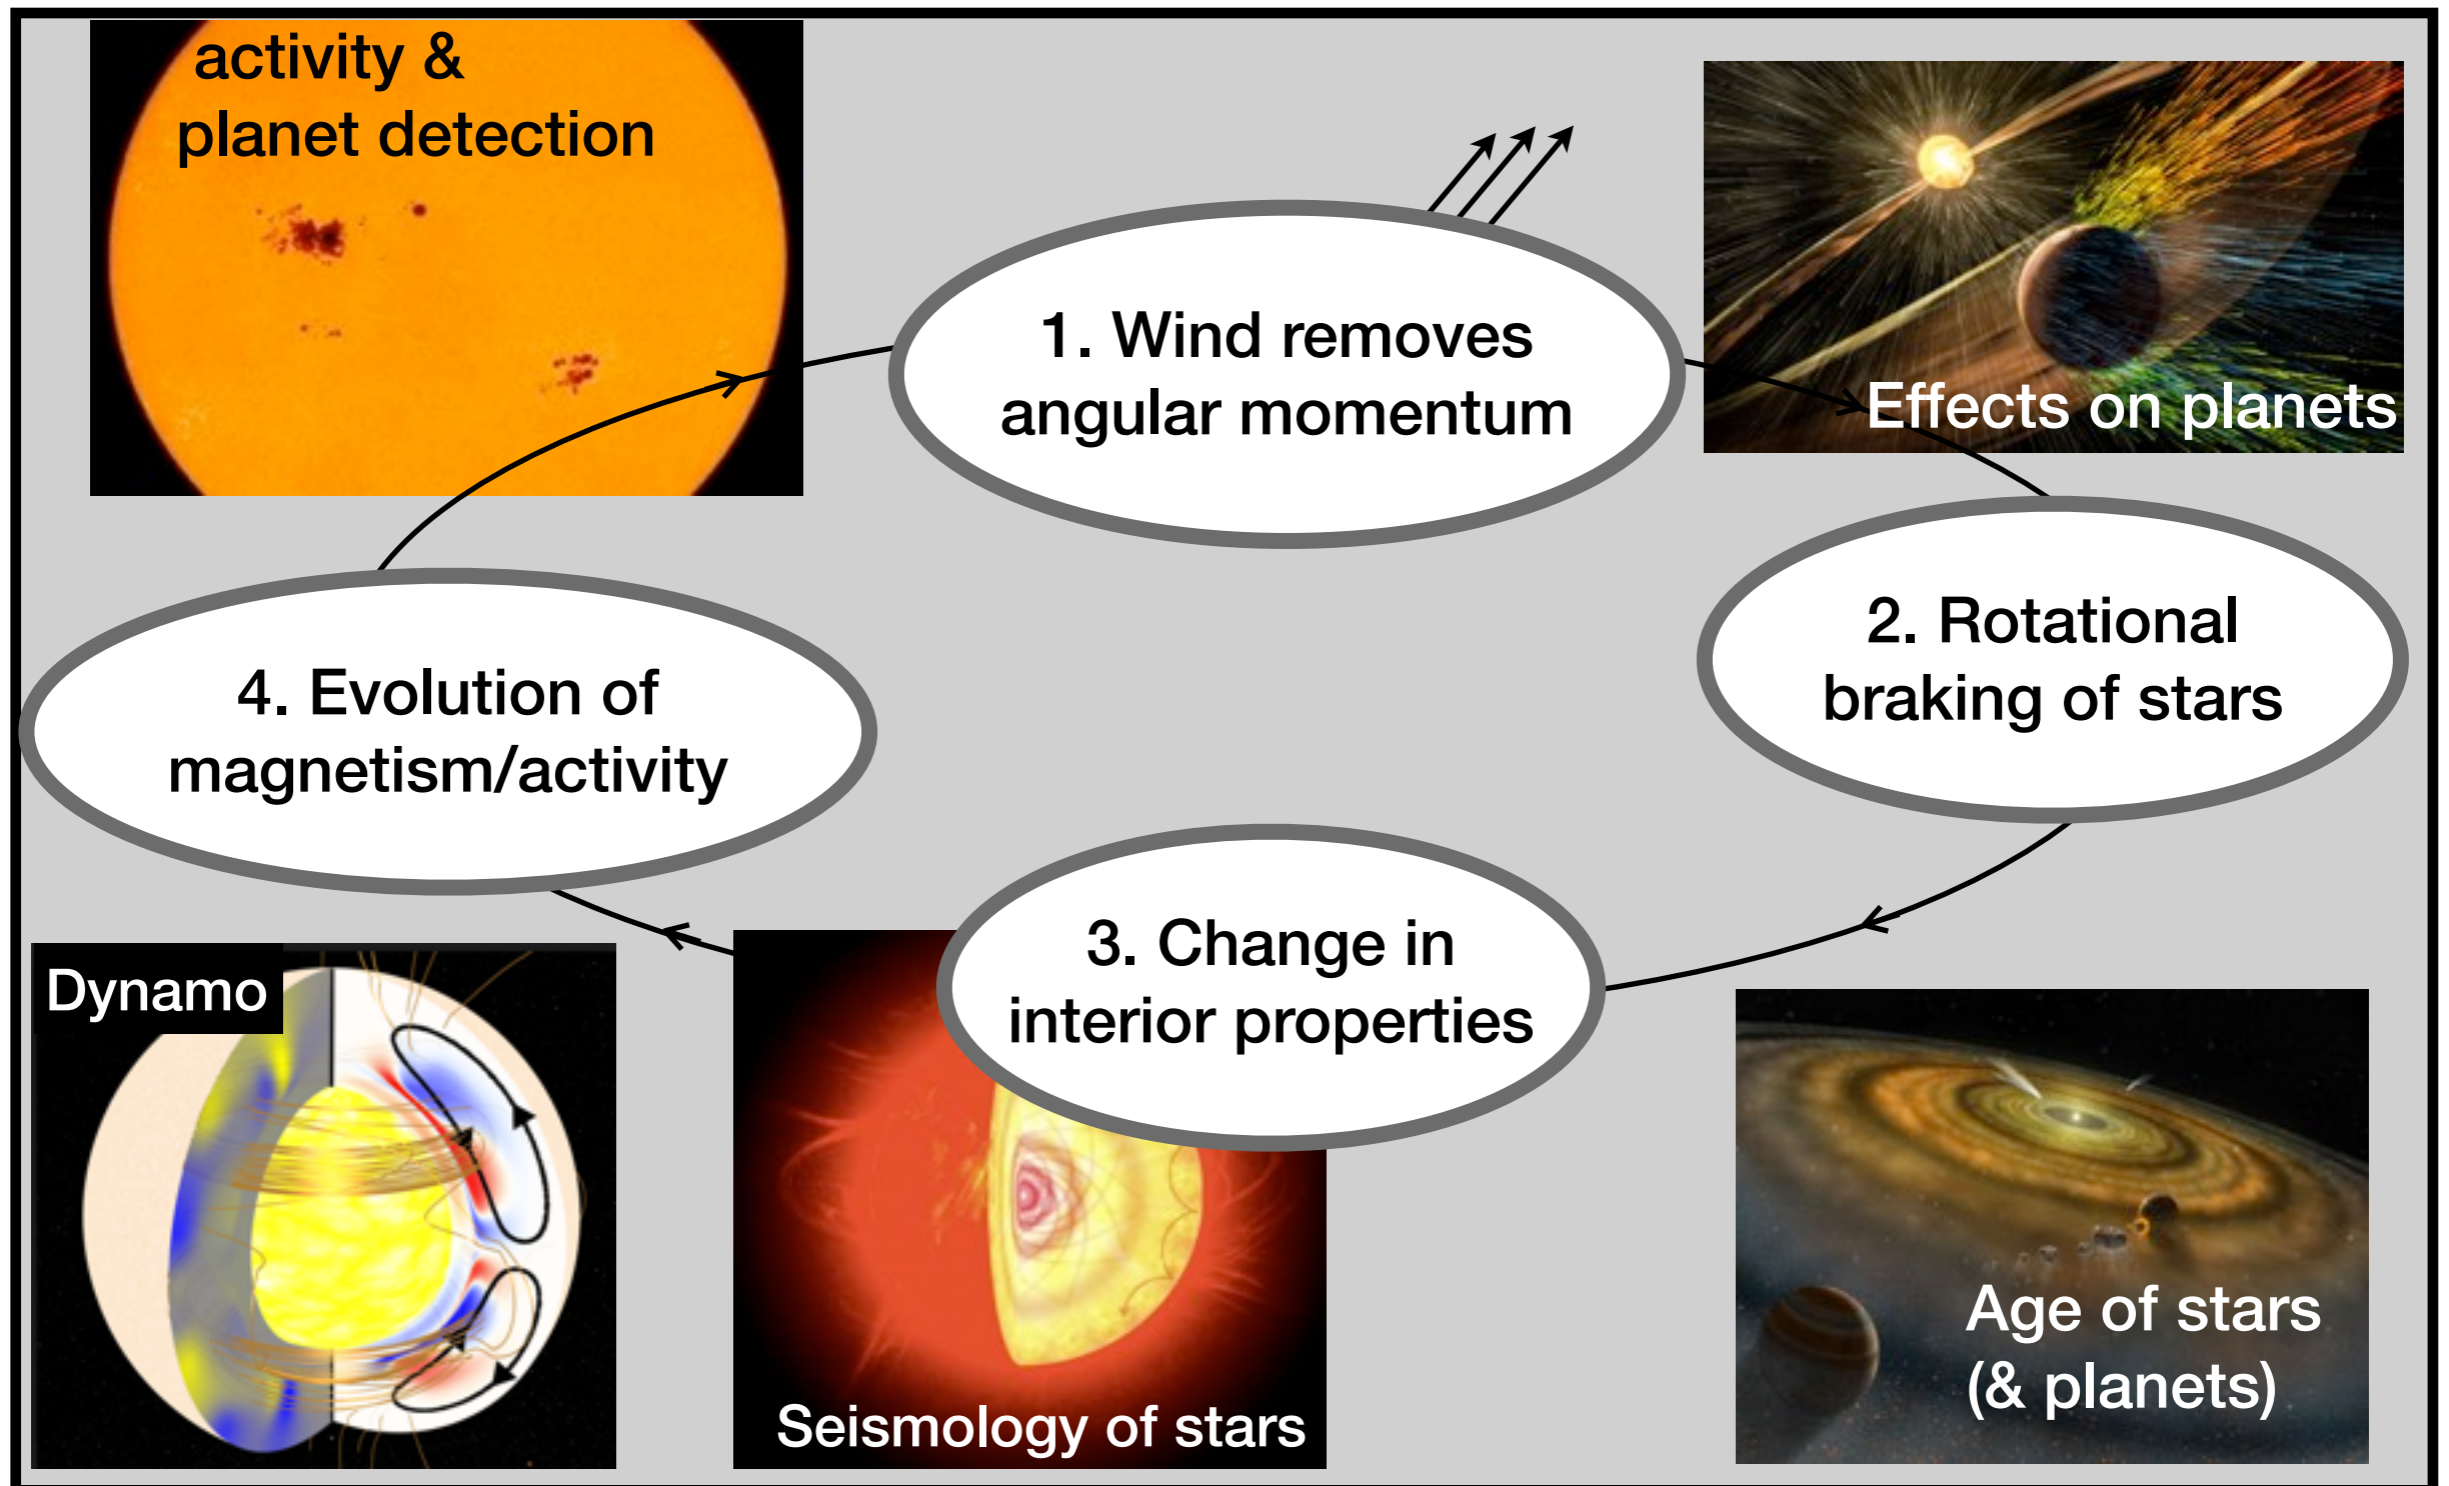 activity &
planet detection
1. Wind removes
angular momentum
Effects on planets
2. Rotational
braking of stars
4. Evolution of
magnetism/activity
3. Change in
interior properties
Dynamo
Seismology of stars
Age of stars
(& planets)